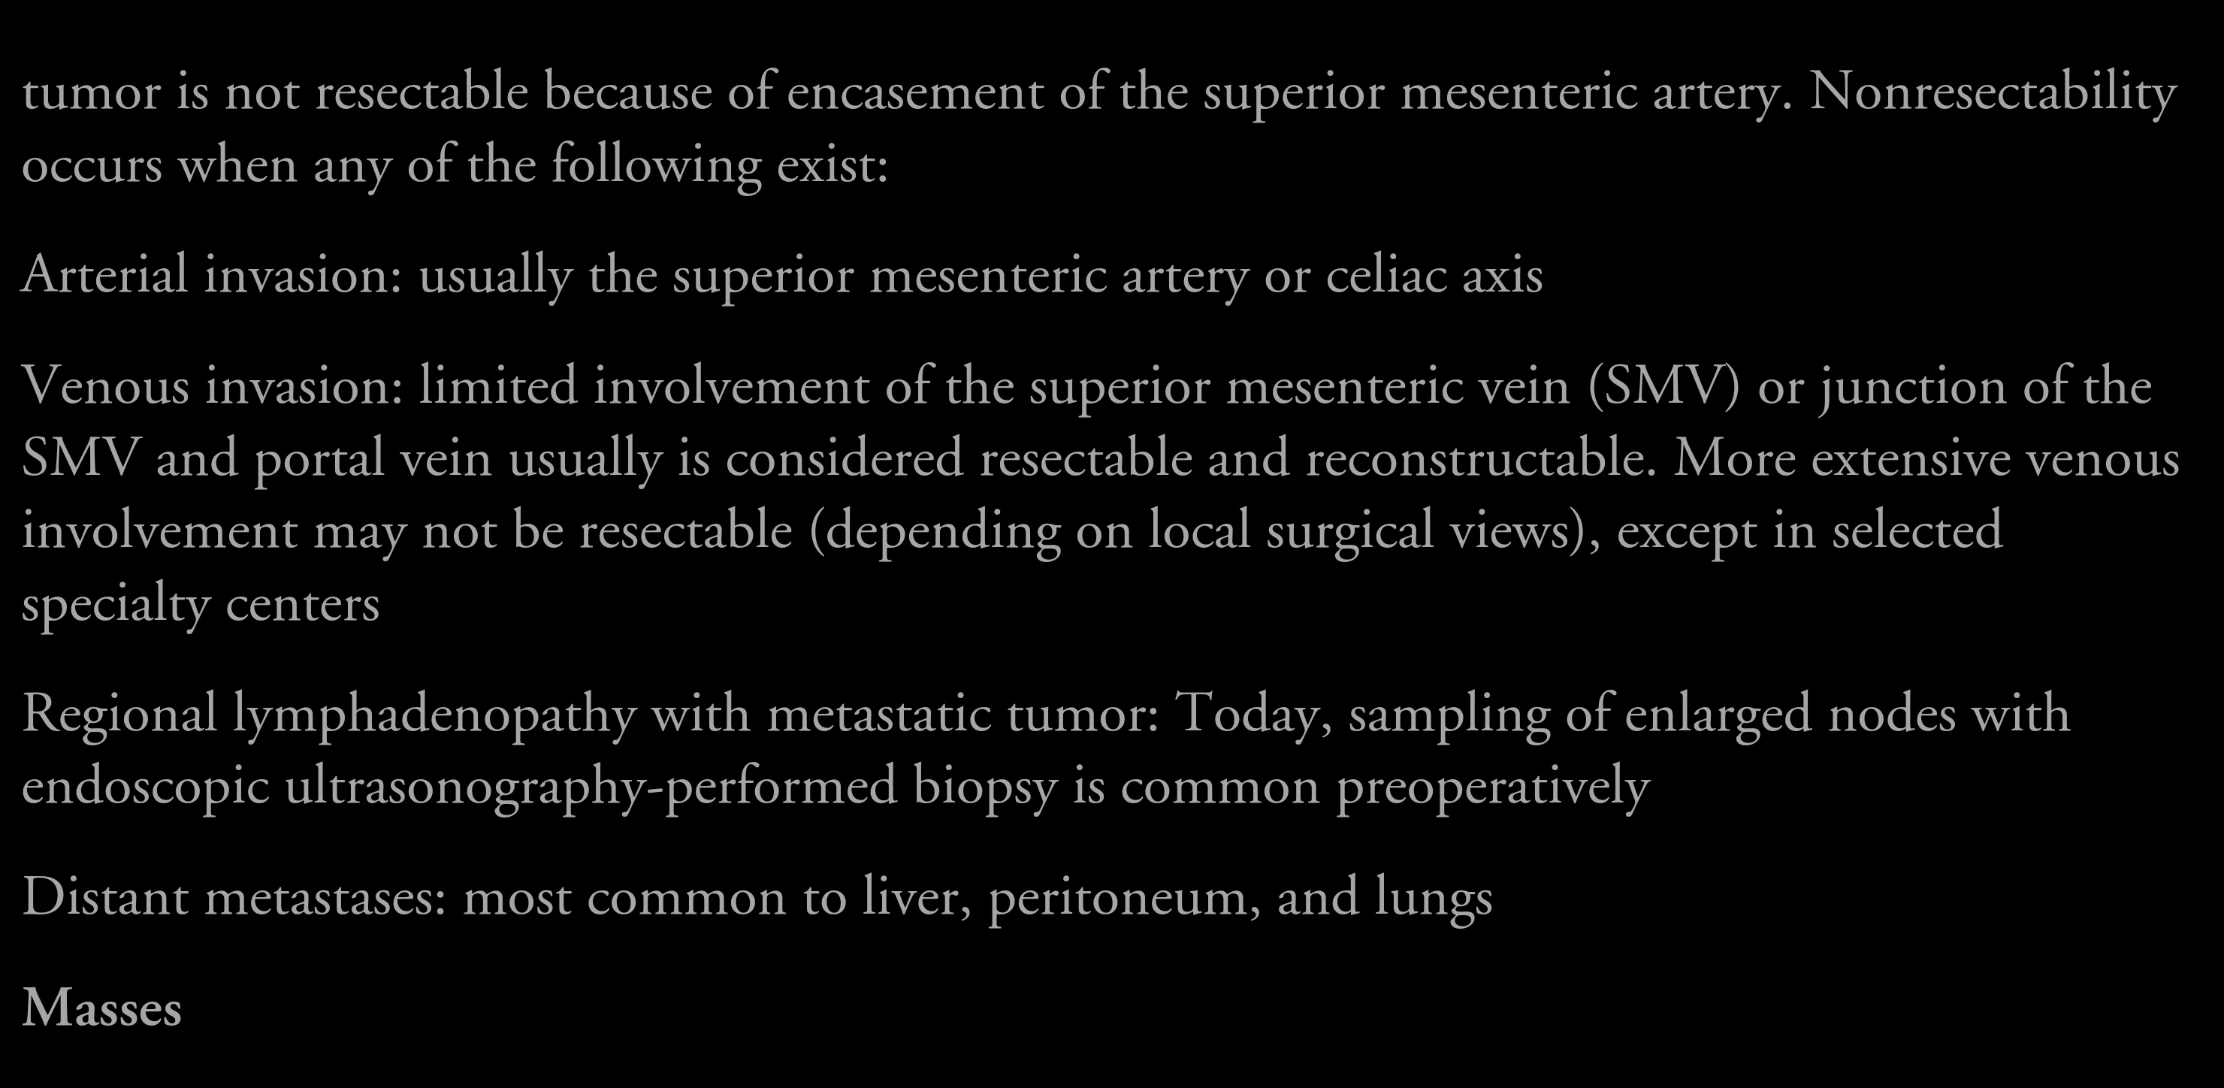 tumor is not resectable because of encasement of the superior mesenteric artery. Nonresectability
occurs when any of the following exist:
Arterial invasion: usually the superior mesenteric artery or celiac axis
Venous invasion: limited involvement of the superior mesenteric vein (SMV) or junction of the
SMV and portal vein usually is considered resectable and reconstructable. More extensive venous
involvement may not be resectable (depending on local surgical views), except in selected
specialty centers
Regional lymphadenopathy with metastatic tumor: Today, sampling of enlarged nodes with
endoscopic ultrasonography-performed biopsy is common preoperatively
Distant metastases: most common to liver, peritoneum, and lungs
Masses